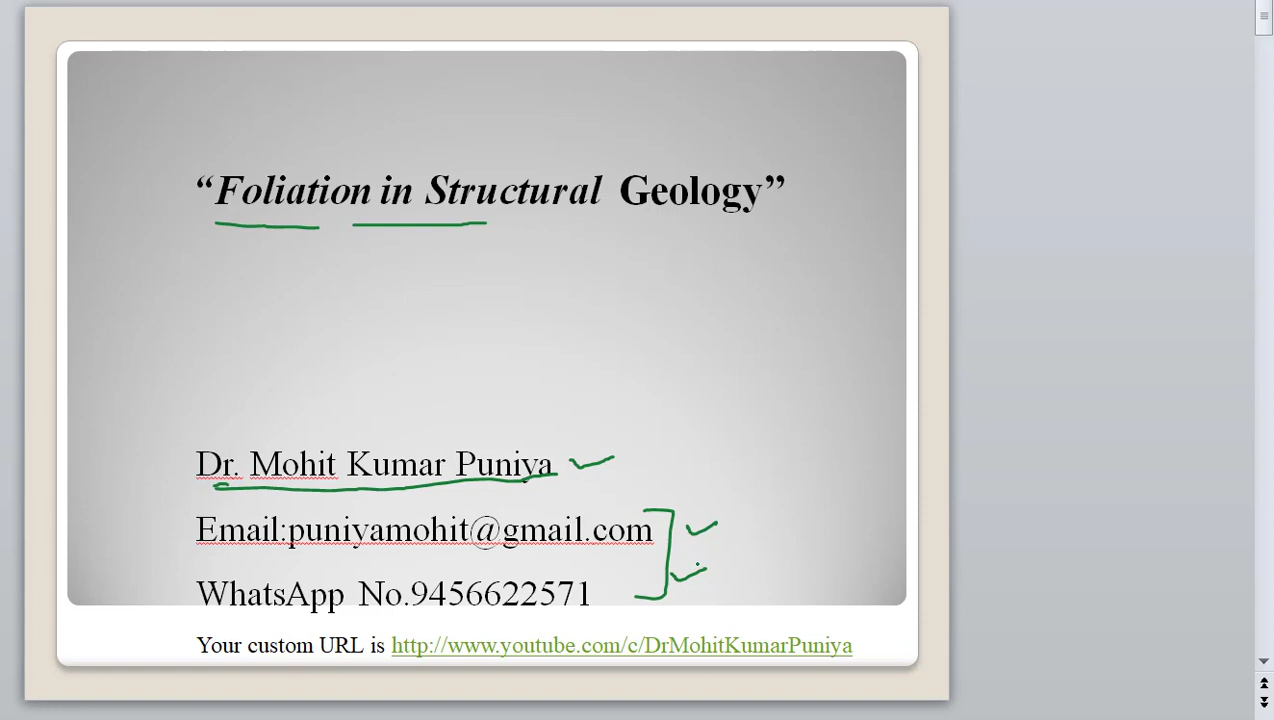 “Foliation in Structural Geology”
Dr. Mohit Kumar Puniya
Email:puniyamohit@gmail.com
WhatsApp No.9456622571
Your custom URL is http://www.youtube.com/c/DrMohitKumarPuniya